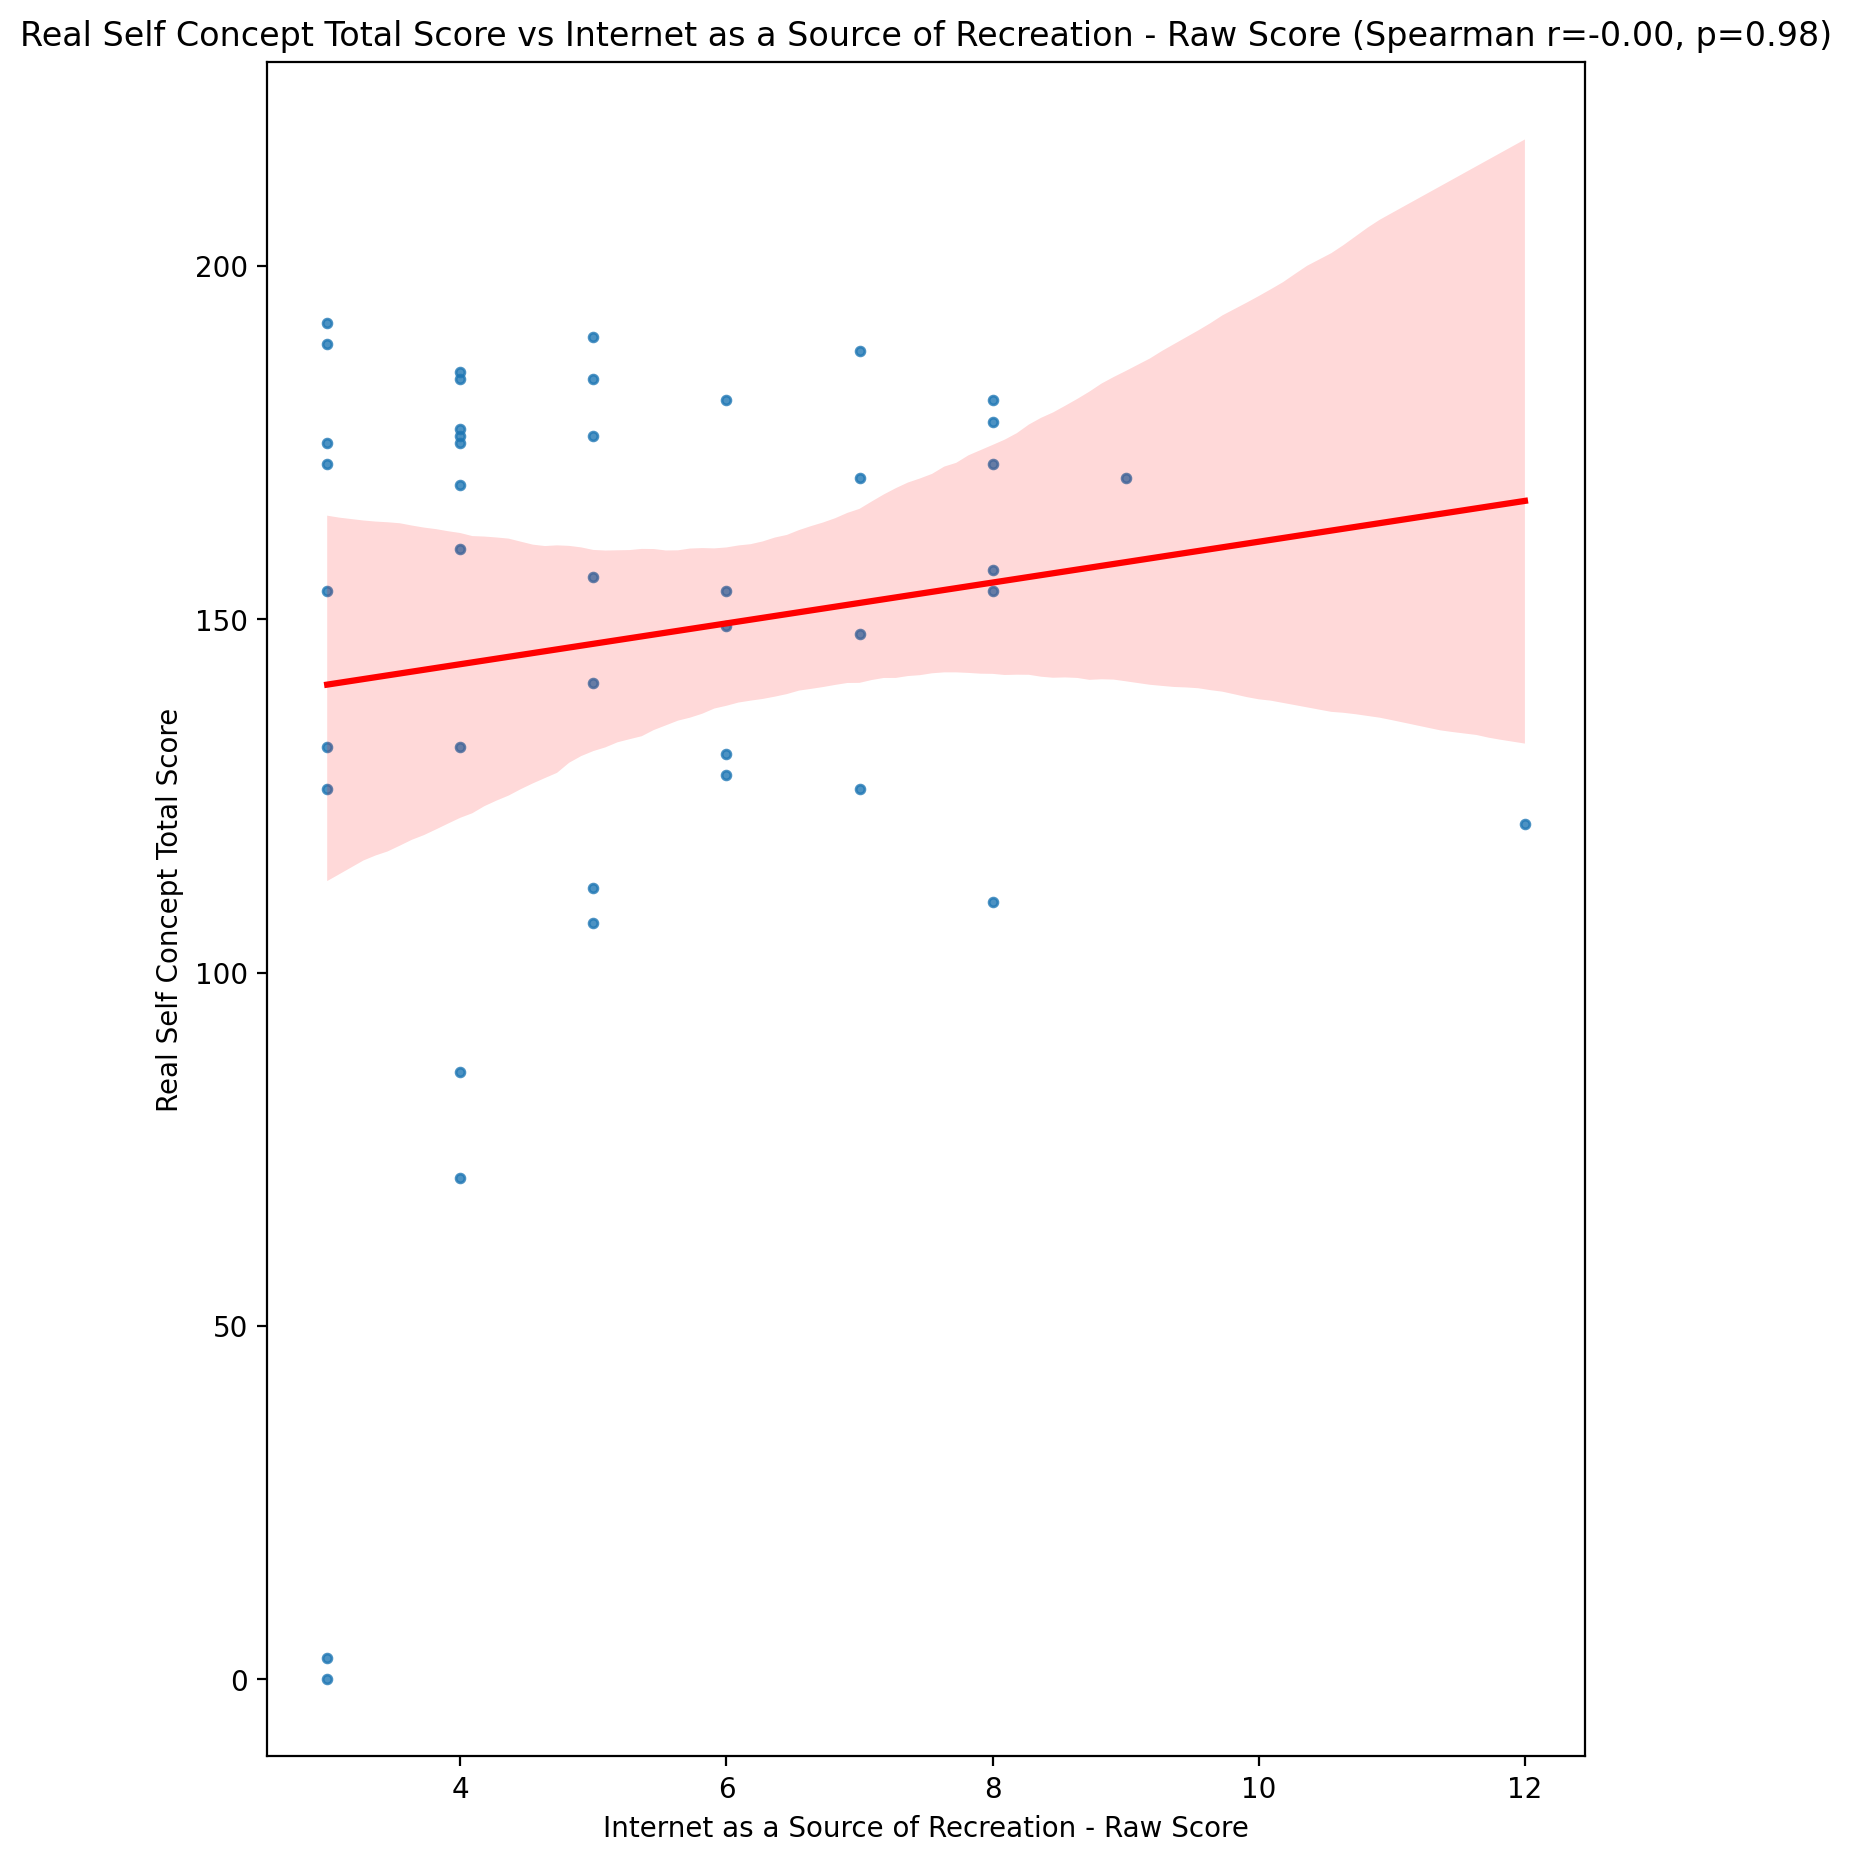 Real Self Concept Total Score vs Internet as a Source of Recreation - Raw Score (Spearman r=-0.00, p=0.98)
200
150
100
50
0
Real Self Concept Total Score
4 6 8 10 12
Internet as a Source of Recreation - Raw Score